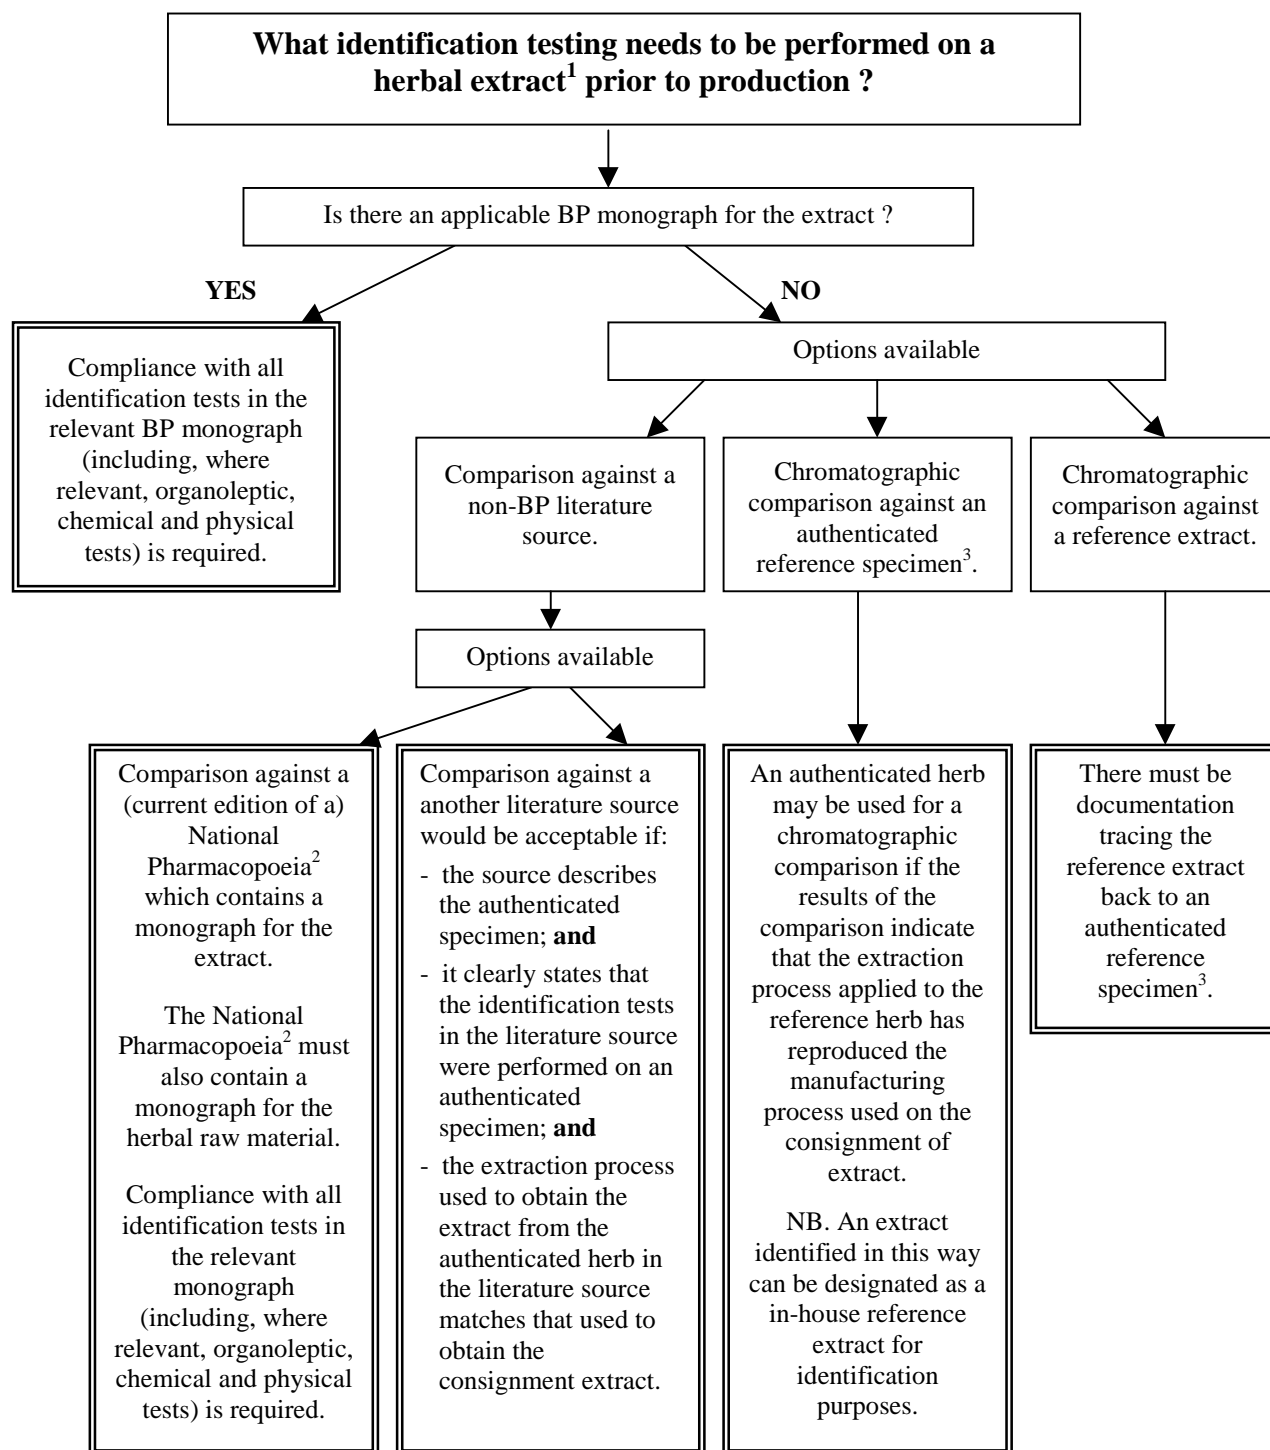 What identification testing needs to be performed on a
herbal extract1 prior to production ?
Is there an applicable BP monograph for the extract ?
YES
NO
Compliance with all
identification tests in the
relevant BP monograph
(including, where
relevant, organoleptic,
chemical and physical
tests) is required.
Options available
Comparison against a
non-BP literature
source.
Chromatographic
comparison against an
authenticated
reference specimen3.
Chromatographic
comparison against
a reference extract.
Options available
Comparison against a
(current edition of a)
National
Pharmacopoeia2
which contains a
monograph for the
extract.
The National
Pharmacopoeia2 must
also contain a
monograph for the
herbal raw material.
Compliance with all
identification tests in
the relevant
monograph
(including, where
relevant, organoleptic,
chemical and physical
tests) is required.
Comparison against a
another literature source
would be acceptable if:
- the source describes
the authenticated
specimen; and
- it clearly states that
the identification tests
in the literature source
were performed on an
authenticated
specimen; and
- the extraction process
used to obtain the
extract from the
authenticated herb in
the literature source
matches that used to
obtain the
consignment extract.
An authenticated herb
may be used for a
chromatographic
comparison if the
results of the
comparison indicate
that the extraction
process applied to the
reference herb has
reproduced the
manufacturing
process used on the
consignment of
extract.
NB. An extract
identified in this way
can be designated as a
in-house reference
extract for
identification
purposes.
There must be
documentation
tracing the
reference extract
back to an
authenticated
reference
specimen3.